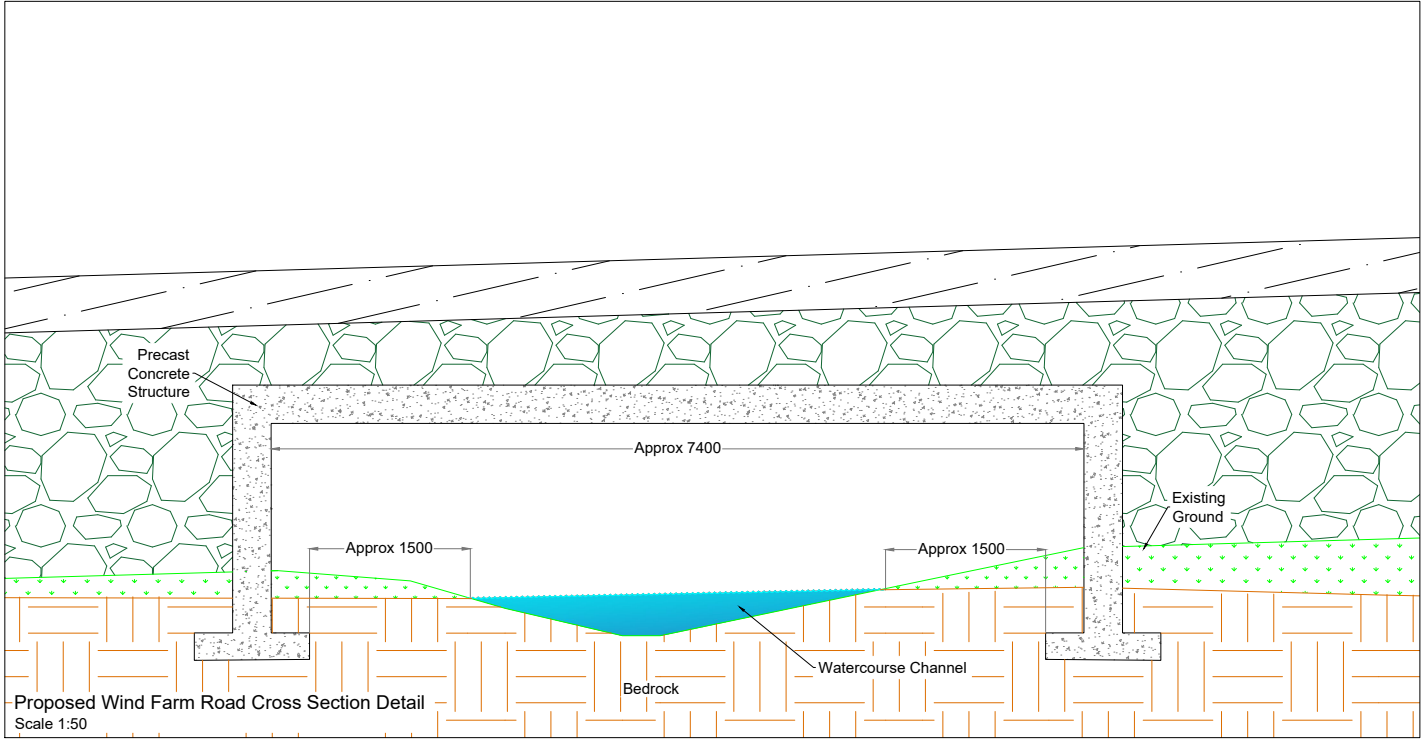 Precast
Concrete
Structure
Approx 7400
Existing
Ground
Approx 1500
Approx 1500
Watercourse Channel
Bedrock
Proposed Wind Farm Road Cross Section Detail
Scale 1:50